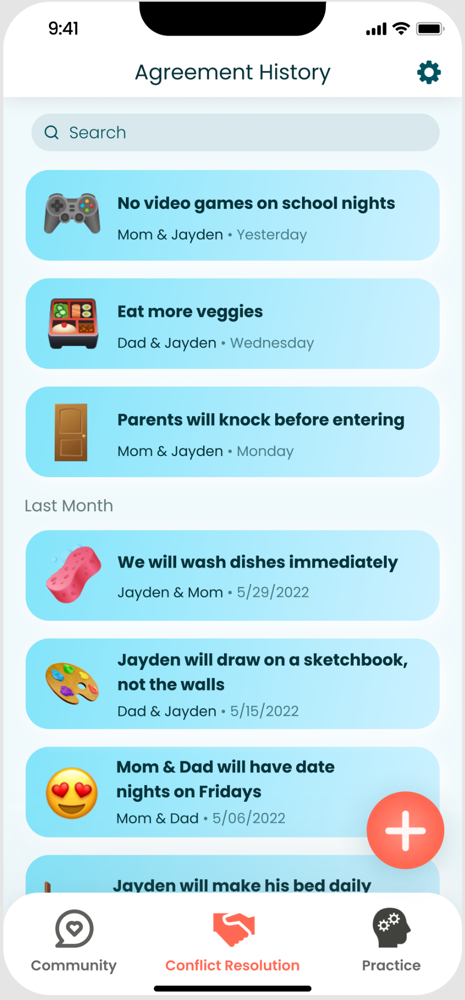 9:41
Agreement History
Search
No video games on school nights
Mom & Jayden • Yesterday
Eat more veggies
Dad & Jayden • Wednesday
Parents will knock before entering
Mom & Jayden • Monday
Last Month
We will wash dishes immediately
Jayden & Mom • 5/29/2022
Jayden will draw on a sketchbook,
not the walls
Dad & Jayden • 5/15/2022
Mom & Dad will have date
nights on Fridays
Mom & Dad • 5/06/2022
Jayden will make his bed daily
Community
Conflict Resolution
Practice